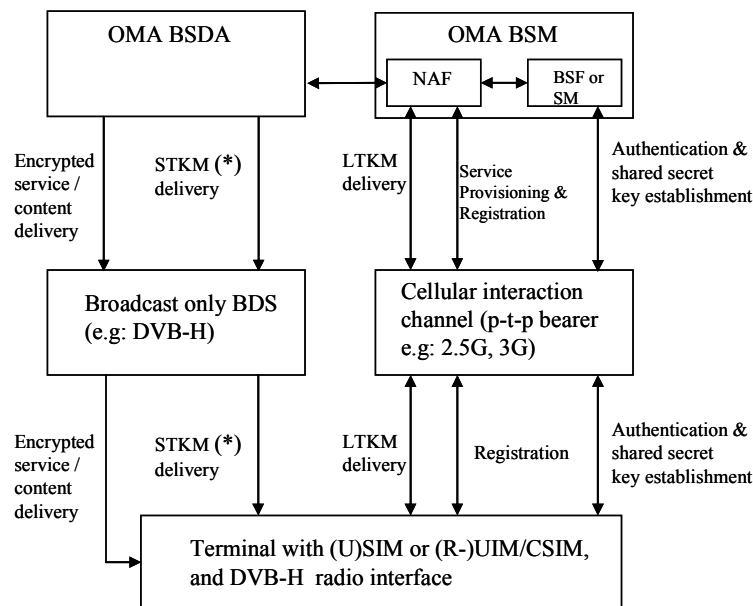 OMA BSDA
OMA BSM
NAF
BSF or
SM
Encrypted
service /
content
delivery
STKM (*)
delivery
LTKM
delivery
Service
Provisioning &
Registration
Authentication &
shared secret
key establishment
Broadcast only BDS
(e.g: DVB-H)
Cellular interaction
channel (p-t-p bearer
e.g: 2.5G, 3G)
Encrypted
service /
content
delivery
STKM (*)
delivery
LTKM
delivery
Registration
Authentication &
shared secret
key establishment
Terminal with (U)SIM or (R-)UIM/CSIM,
and DVB-H radio interface